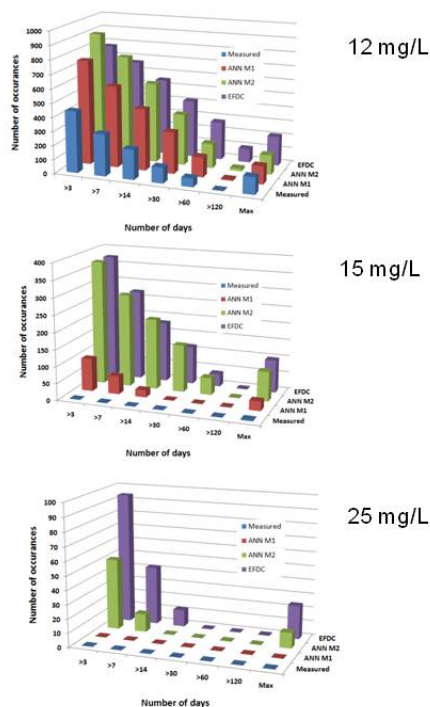 12 mg/L
Number of occurances
1000
900
800
700
600
500
400
300
200
100
0
Measured
ANN M1
ANN M2
EFDC
>3
>7
>14
>30
>60
>120
Max
EFDC
ANN M2
ANN M1
Measured
Number of days
15 mg/L
Number of occurances
400
350
300
250
200
150
100
50
0
Measured
ANN M1
ANN M2
EFDC
>3
>7
>14
>30
>60
>120
Max
EFDC
ANN M2
ANN M1
Measured
Number of days
25 mg/L
Number of occurances
100
90
80
70
60
50
40
30
20
10
0
Measured
ANN M1
ANN M2
EFDC
>3
>7
>14
>30
>60
>120
Max
EFDC
ANN M2
ANN M1
Measured
Number of days